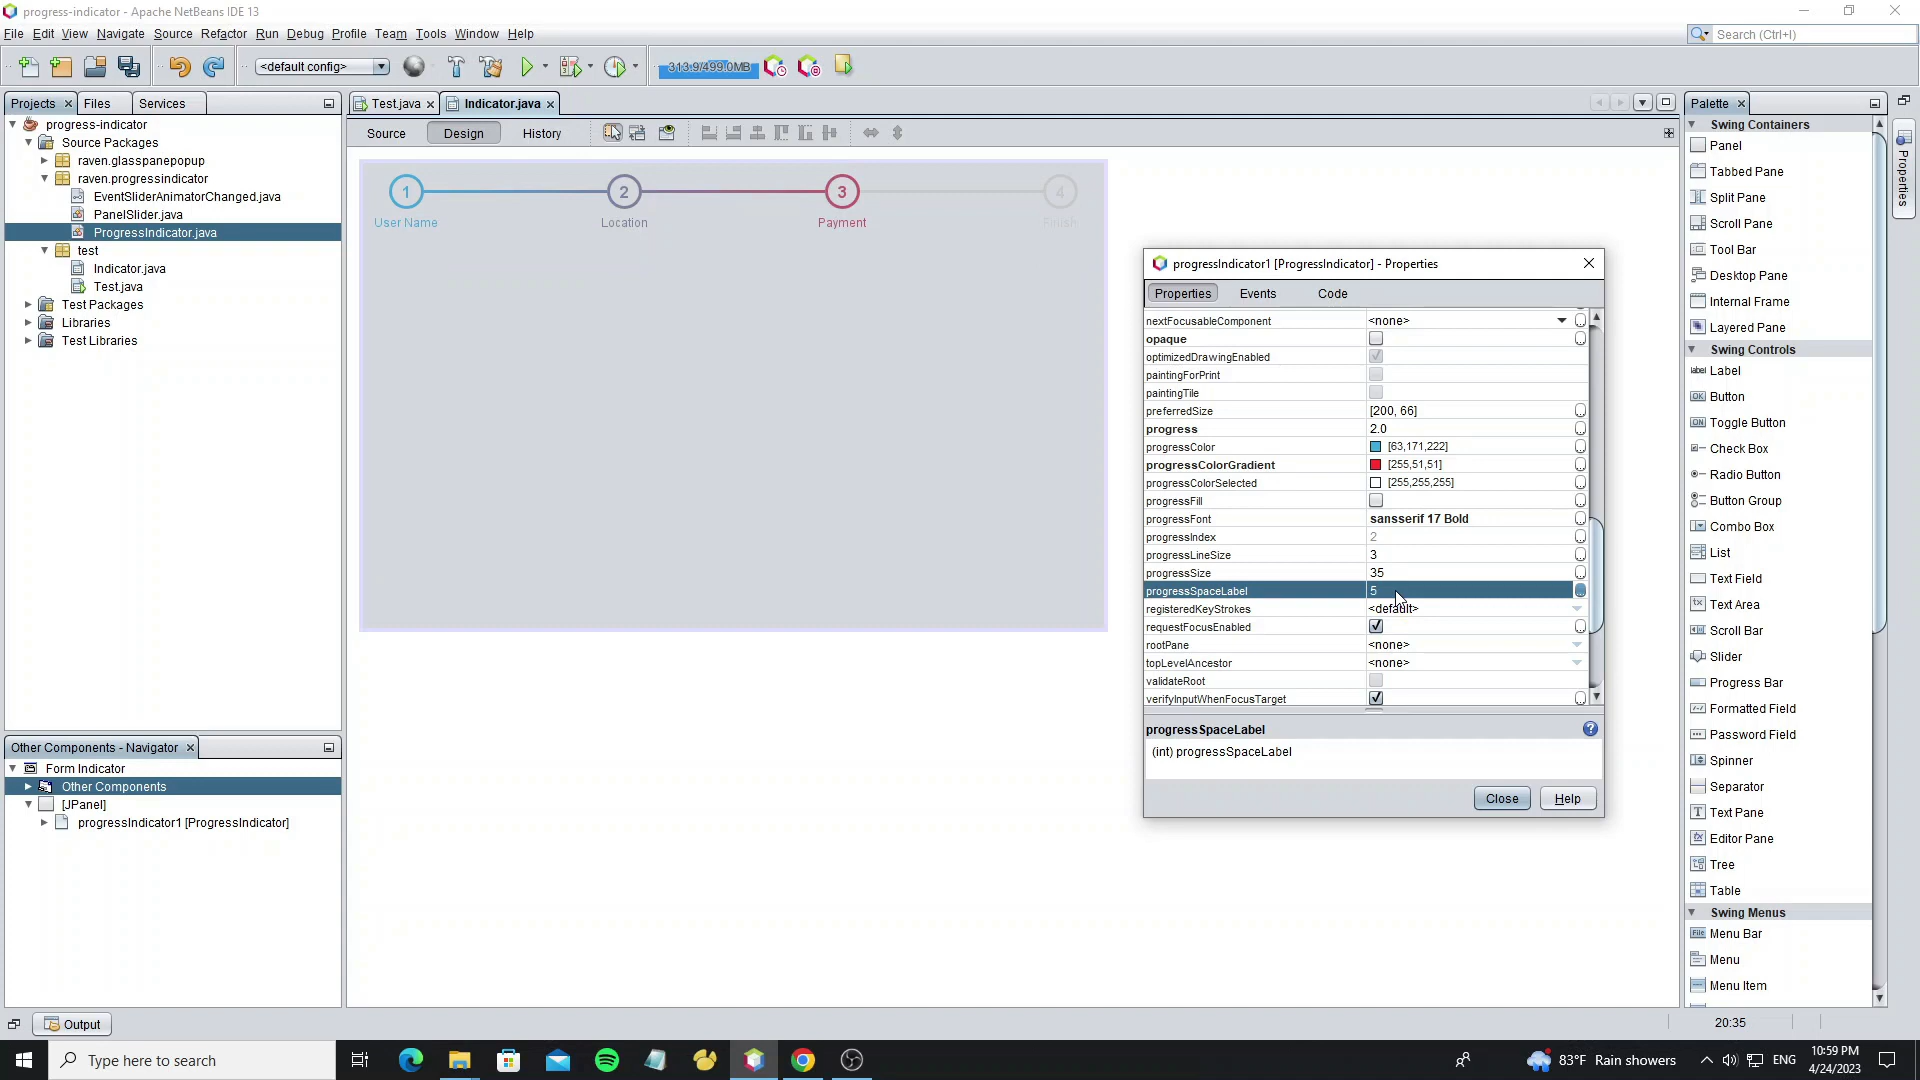 progress-indicator - Apache NetBeans IDE 13
File Edit View Navigate Source Refactor Run Debug Profile Team Tools Window Help
Search (Ctrl+I)
<default config>
313.9/499.0MB
Projects Files Services
progress-indicator
Source Packages
raven.glasspanepopup
raven.progressindicator
EventSliderAnimatorChanged.java
PanelSlider.java
ProgressIndicator.java
test
Indicator.java
Test.java
Test Packages
Libraries
Test Libraries
Other Components - Navigator
Form Indicator
Other Components
[JPanel]
progressIndicator1 [ProgressIndicator]
Output
Test.java Indicator.java
Source Design History
1 2 3 4
User Name Location Payment Finish
progressIndicator1 [ProgressIndicator] - Properties
Properties Events Code
nextFocusableComponent <none>
opaque
optimizedDrawingEnabled
paintingForPrint
paintingTile
preferredSize [200, 66]
progress 2.0
progressColor [63,171,222]
progressColorGradient [255,51,51]
progressColorSelected [255,255,255]
progressFill
progressFont sansserif 17 Bold
progressIndex 2
progressLineSize 3
progressSize 35
progressSpaceLabel 5
registeredKeyStrokes <default>
requestFocusEnabled
rootPane <none>
topLevelAncestor <none>
validateRoot
verifyInputWhenFocusTarget
progressSpaceLabel
(int) progressSpaceLabel
Close Help
Palette
Swing Containers
Panel
Tabbed Pane
Split Pane
Scroll Pane
Tool Bar
Desktop Pane
Internal Frame
Layered Pane
Swing Controls
label Label
OK Button
ON Toggle Button
Check Box
Radio Button
Button Group
Combo Box
List
Text Field
Text Area
Scroll Bar
Slider
Progress Bar
Formatted Field
Password Field
Spinner
Separator
Text Pane
Editor Pane
Tree
Table
Swing Menus
File Menu Bar
Menu
Menu Item
Properties
20:35
Type here to search
83°F Rain showers
ENG
10:59 PM
4/24/2023